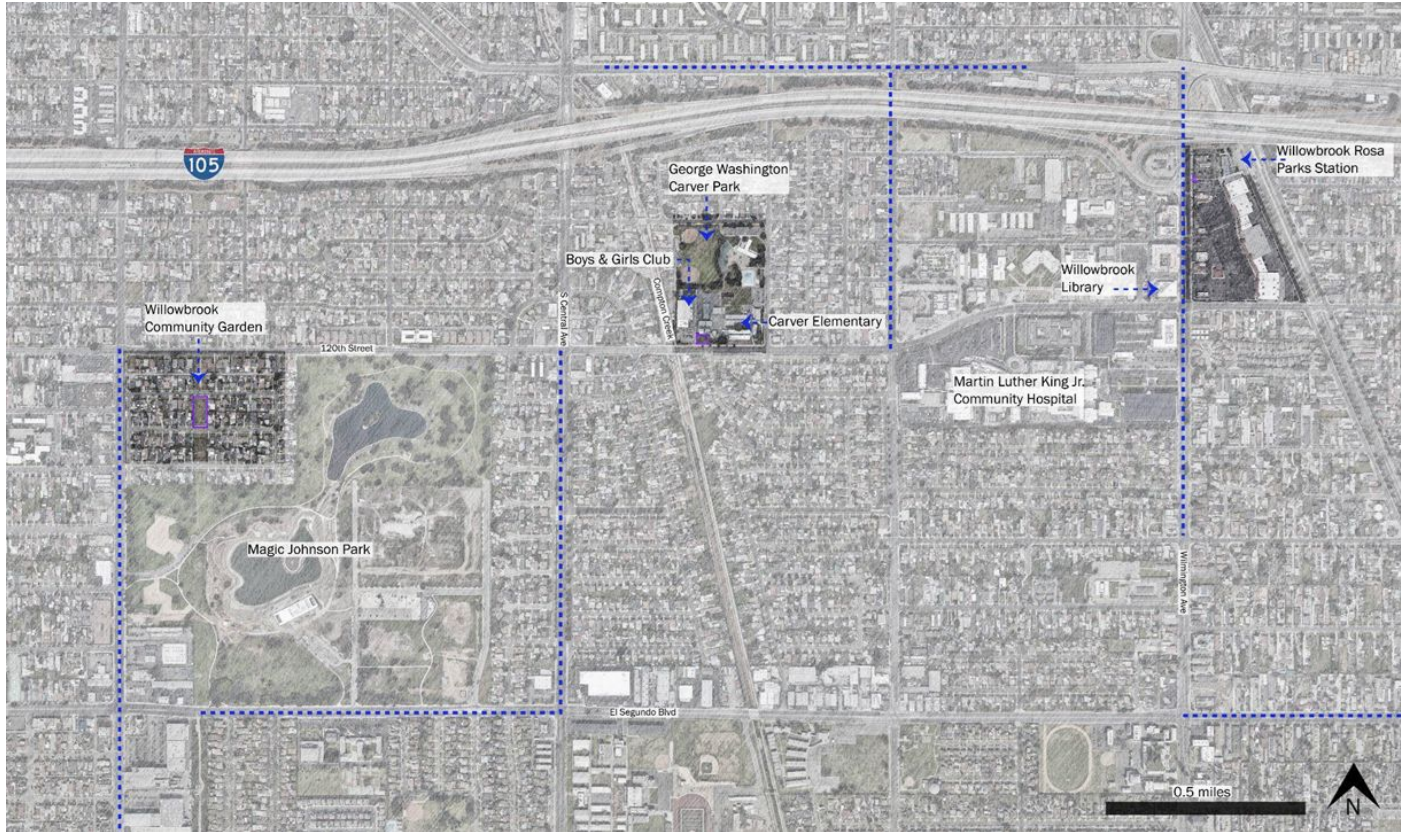 105
George Washington
Carver Park
Willowbrook Rosa
Parks Station
Boys & Girls Club
Willowbrook
Library
Compton Creek
S Central Ave
Willowbrook
Community Garden
Carver Elementary
120th Street
Martin Luther King Jr.
Community Hospital
Magic Johnson Park
Wilmington Ave
El Segundo Blvd
0.5 miles
N